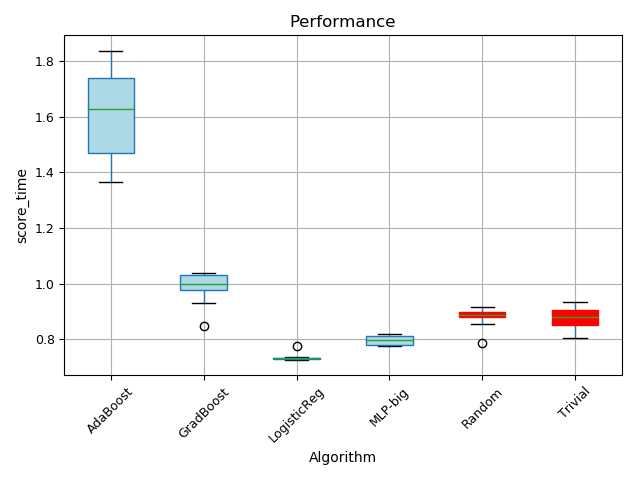 Performance
1.8
1.6
1.4
1.2
1.0
0.8
score_time
AdaBoost
GradBoost
LogisticReg
MLP-big
Random
Trivial
Algorithm